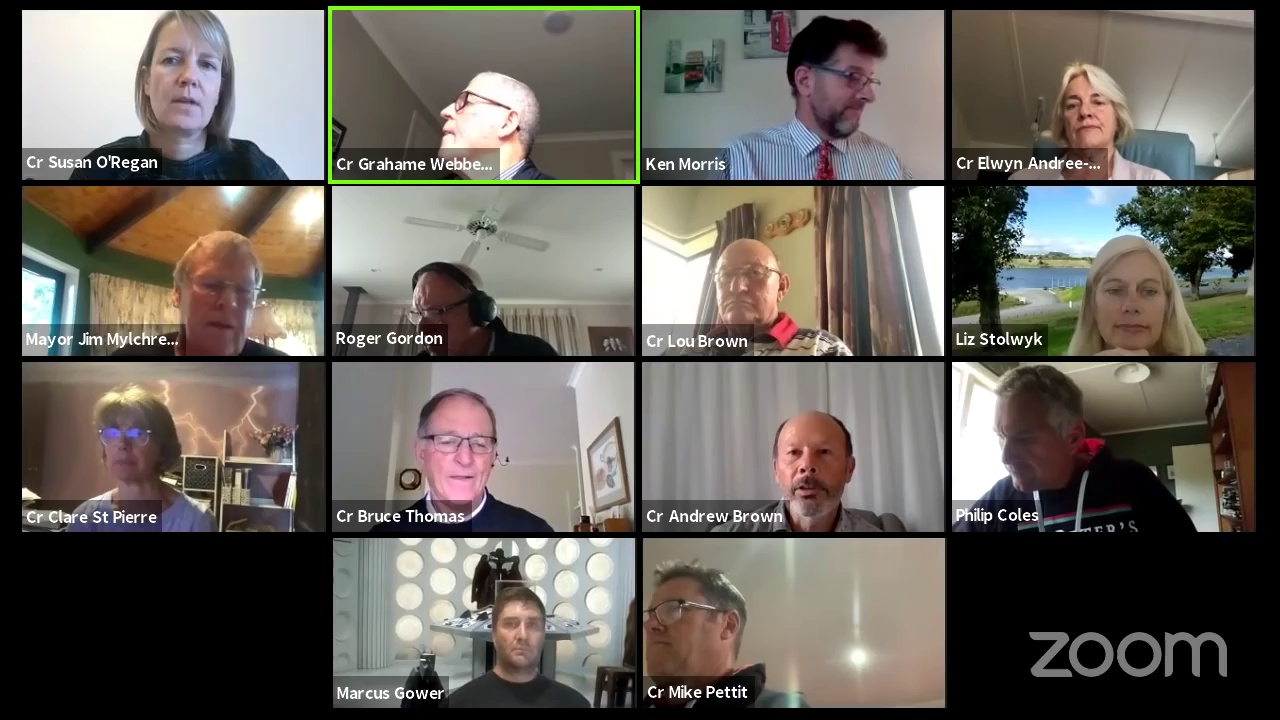 Cr Susan O'Regan
Cr Grahame Webbe...
Ken Morris
Cr Elwyn Andree-...
Mayor Jim Mylchre...
Roger Gordon
Cr Lou Brown
Liz Stolwyk
Cr Clare St Pierre
Cr Bruce Thomas
Cr Andrew Brown
Philip Coles
Marcus Gower
Cr Mike Pettit
zoom